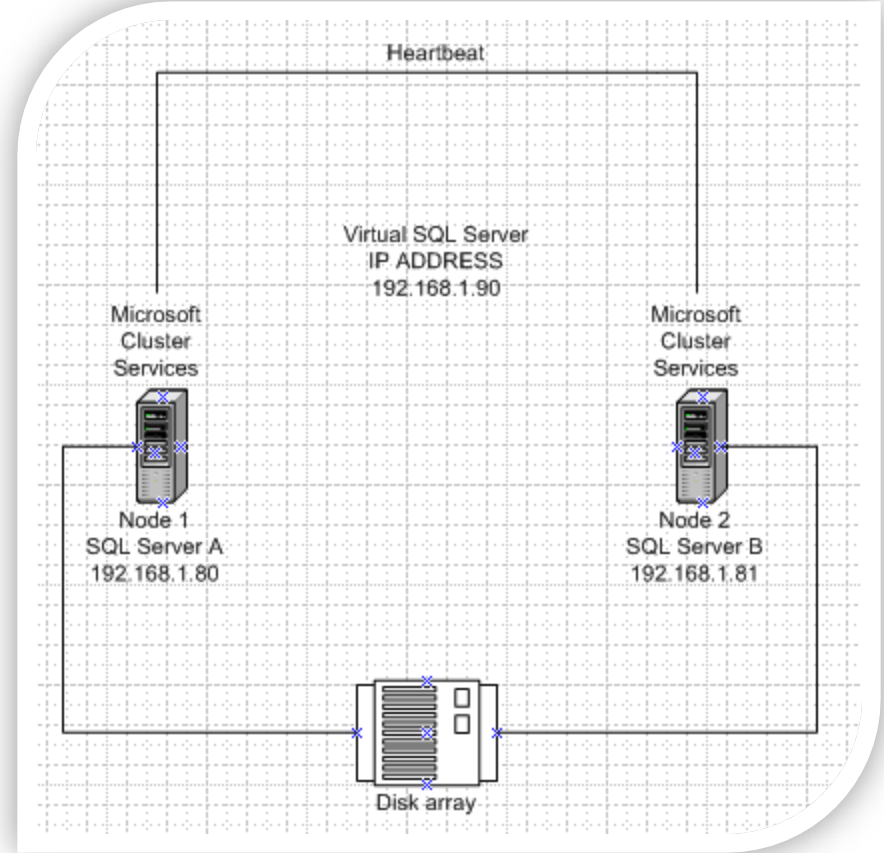 Heartbeat
Virtual SQL Server
IP ADDRESS
192.168.1.90
Microsoft
Cluster
Services
Microsoft
Cluster
Services
Node 1
SQL Server A
192.168.1.80
Node 2
SQL Server B
192.168.1.81
Disk array